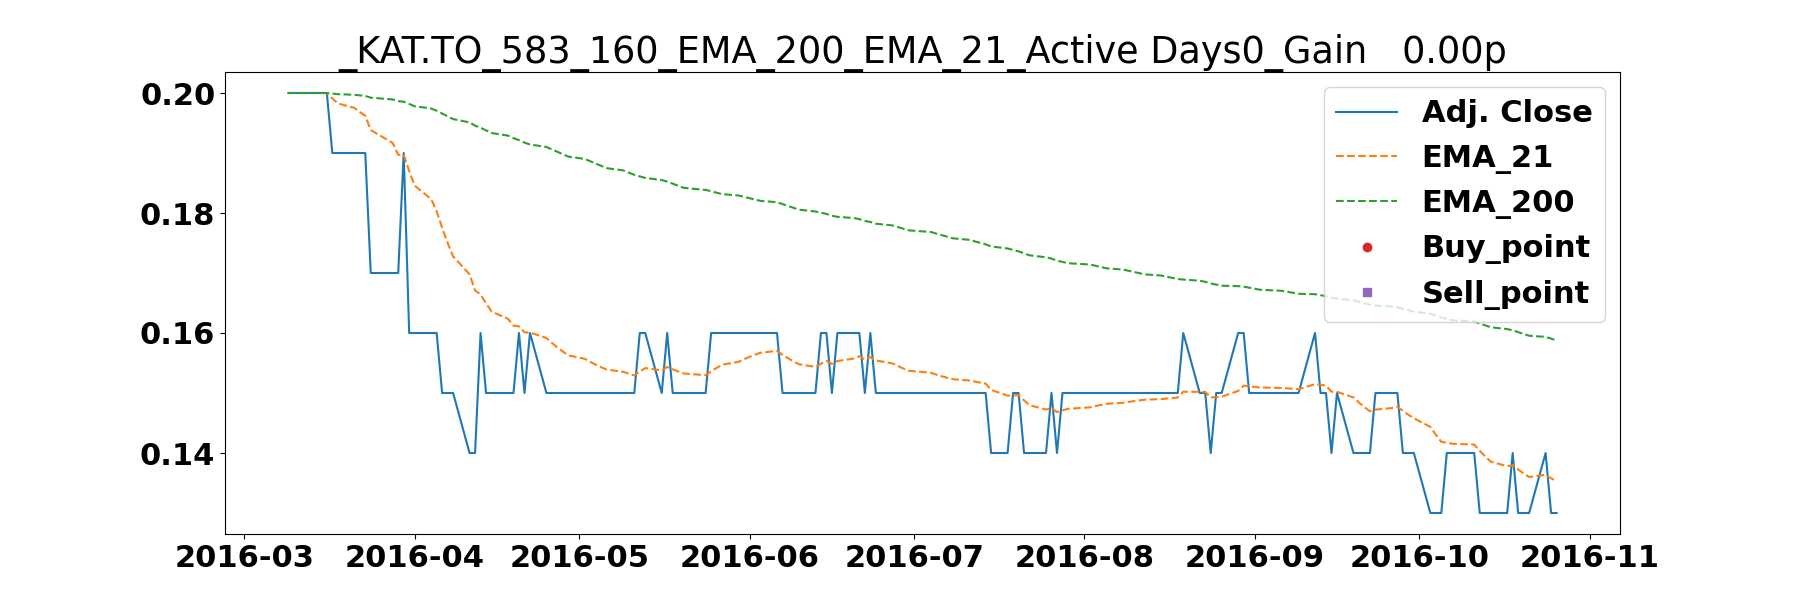 _KAT.TO_583_160_EMA_200_EMA_21_Active Days0_Gain   0.00p
0.20
0.18
0.16
0.14
Adj. Close
EMA_21
EMA_200
Buy_point
Sell_point
2016-03 2016-04 2016-05 2016-06 2016-07 2016-08 2016-09 2016-10 2016-11